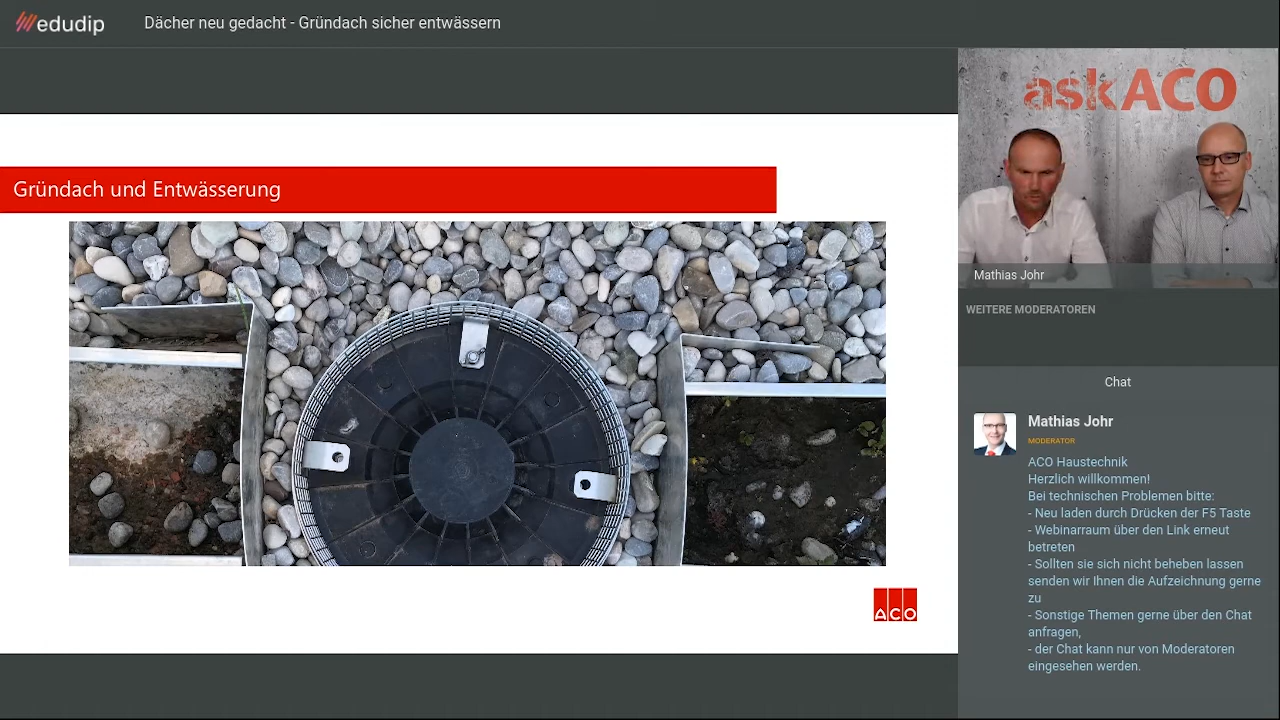 edudip
Dächer neu gedacht - Gründach sicher entwässern
Gründach und Entwässerung
ACO
askACO
Mathias Johr
WEITERE MODERATOREN
Chat
Mathias Johr
MODERATOR
ACO Haustechnik
Herzlich willkommen!
Bei technischen Problemen bitte:
- Neu laden durch Drücken der F5 Taste
- Webinarraum über den Link erneut
betreten
- Sollten sie sich nicht beheben lassen
senden wir Ihnen die Aufzeichnung gerne
zu
- Sonstige Themen gerne über den Chat
anfragen,
- der Chat kann nur von Moderatoren
eingesehen werden.